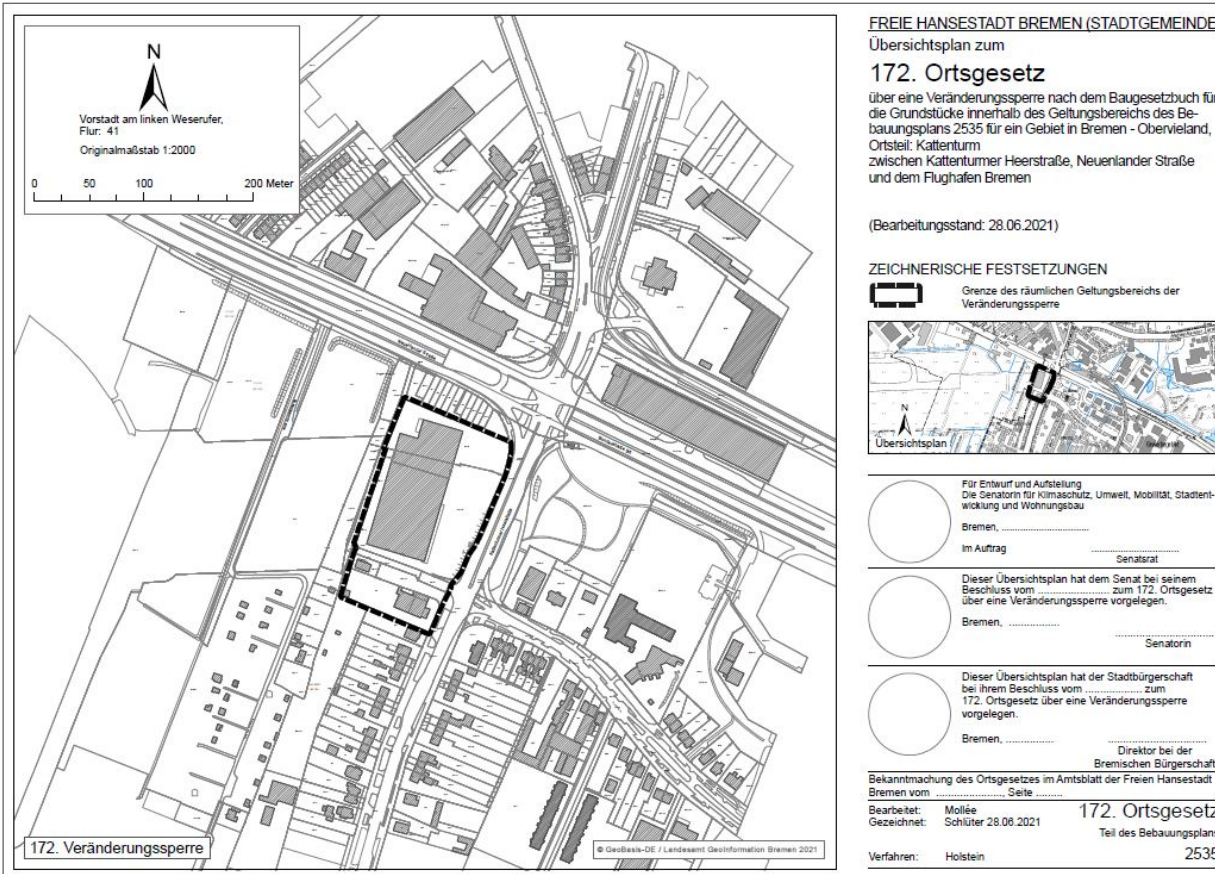 N
Vorstadt am linken Weserufer,
Flur: 41
Originalmaßstab 1:2000
0 50 100 200 Meter
172. Veränderungssperre
© GeoBasis-DE / Landesamt GeoInformation Bremen 2021
FREIE HANSESTADT BREMEN (STADTGEMEINDE
Übersichtsplan zum
172. Ortsgesetz
über eine Veränderungssperre nach dem Baugesetzbuch für
die Grundstücke innerhalb des Geltungsbereichs des Be-
bauungsplans 2535 für ein Gebiet in Bremen - Obervieland,
Ortsteil: Kattenturm
zwischen Kattenturmer Heerstraße, Neuenlander Straße
und dem Flughafen Bremen
(Bearbeitungsstand: 28.06.2021)
ZEICHNERISCHE FESTSETZUNGEN
Grenze des räumlichen Geltungsbereichs der
Veränderungssperre
N
Übersichtsplan
Für Entwurf und Aufstellung
Die Senatorin für Klimaschutz, Umwelt, Mobilität, Stadtent-
wicklung und Wohnungsbau
Bremen, ..............................
Im Auftrag ..............................
Senatsrat
Dieser Übersichtsplan hat dem Senat bei seinem
Beschluss vom ........................ zum 172. Ortsgesetz
über eine Veränderungssperre vorgelegen.
Bremen, .................
..................................
Senatorin
Dieser Übersichtsplan hat der Stadtbürgerschaft
bei ihrem Beschluss vom ................... zum
172. Ortsgesetz über eine Veränderungssperre
vorgelegen.
Bremen, ................ ..................................
Direktor bei der
Bremischen Bürgerschaft
Bekanntmachung des Ortsgesetzes im Amtsblatt der Freien Hansestadt
Bremen vom ......................, Seite .........
Bearbeitet: Mollée
Gezeichnet: Schlüter 28.06.2021
172. Ortsgesetz
Teil des Bebauungsplans
Verfahren: Holstein
2535